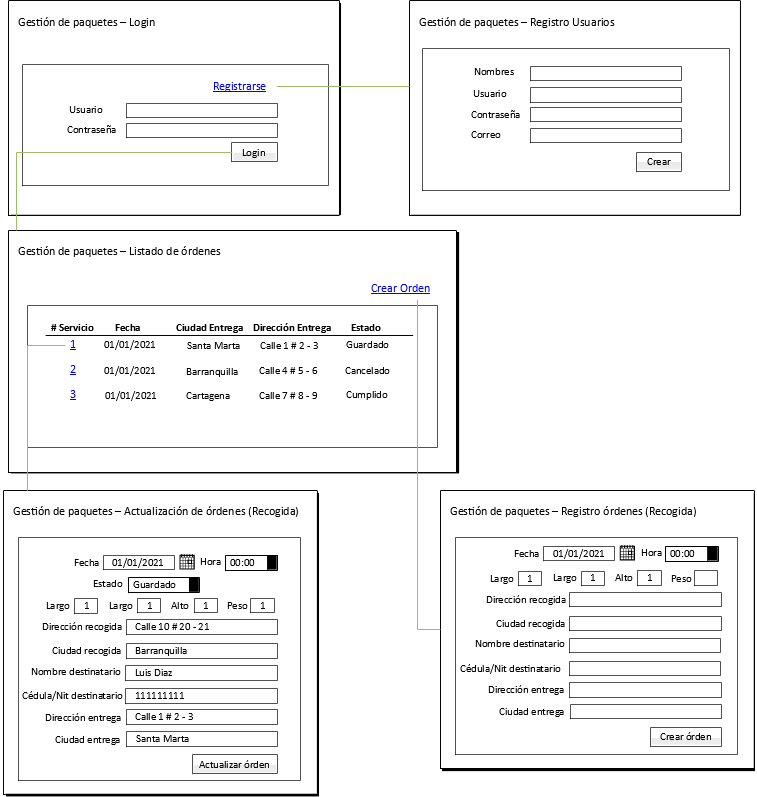 Gestión de paquetes – Login
Registrarse
Usuario
Contraseña
Login
Gestión de paquetes – Registro Usuarios
Nombres
Usuario
Contraseña
Correo
Crear
Gestión de paquetes – Listado de órdenes
Crear Orden
# Servicio Fecha Ciudad Entrega Dirección Entrega Estado
1 01/01/2021 Santa Marta Calle 1 # 2 - 3 Guardado
2 01/01/2021 Barranquilla Calle 4 # 5 - 6 Cancelado
3 01/01/2021 Cartagena Calle 7 # 8 - 9 Cumplido
Gestión de paquetes – Actualización de órdenes (Recogida)
Fecha 01/01/2021 Hora 00:00
Estado Guardado
Largo 1 Largo 1 Alto 1 Peso 1
Dirección recogida Calle 10 # 20 - 21
Ciudad recogida Barranquilla
Nombre destinatario Luis Diaz
Cédula/Nit destinatario 111111111
Dirección entrega Calle 1 # 2 - 3
Ciudad entrega Santa Marta
Actualizar órden
Gestión de paquetes – Registro órdenes (Recogida)
Fecha 01/01/2021 Hora 00:00
Largo 1 Largo 1 Alto 1 Peso
Dirección recogida
Ciudad recogida
Nombre destinatario
Cédula/Nit destinatario
Dirección entrega
Ciudad entrega
Crear órden